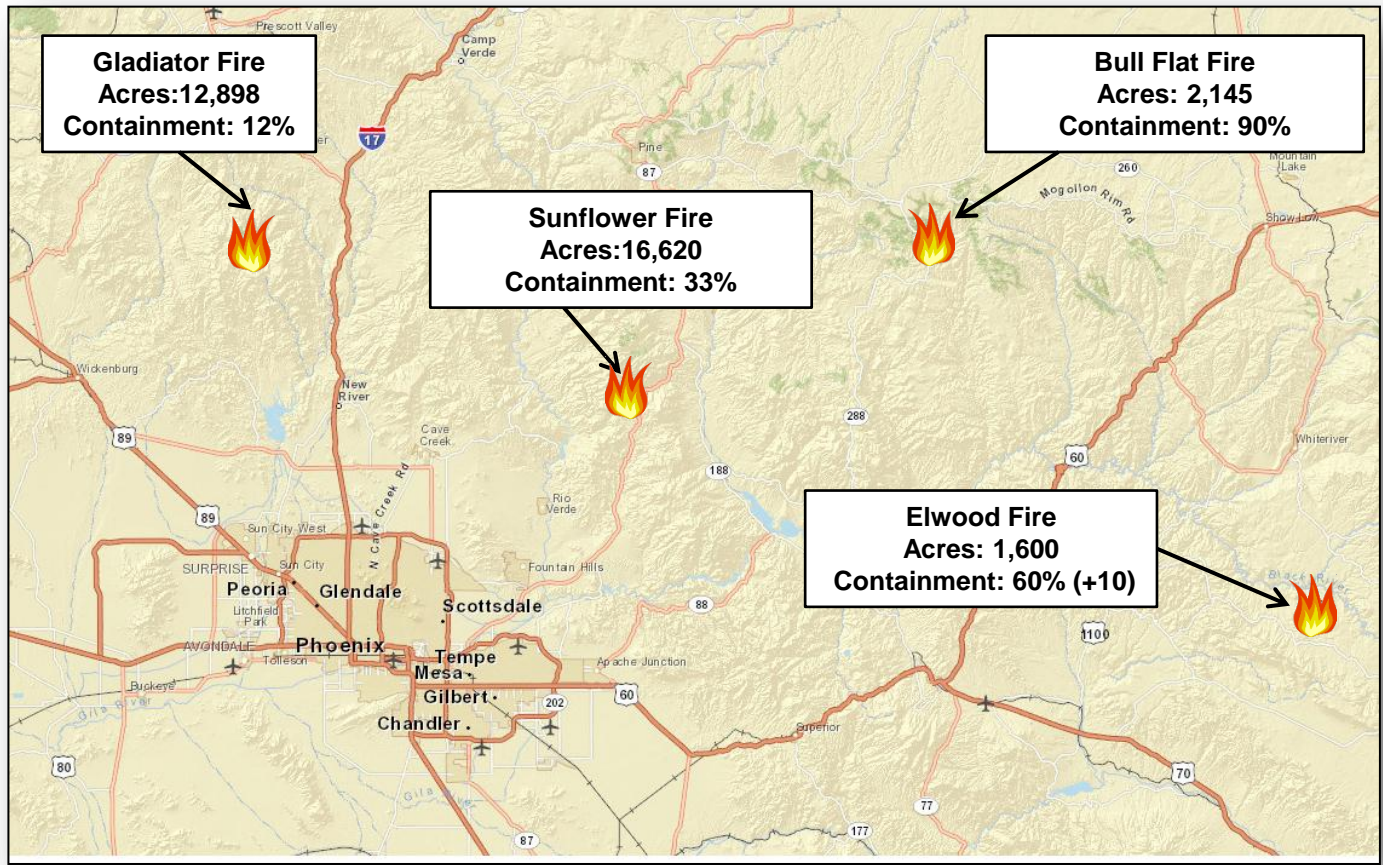 Prescott Valley
Camp
Verde
Gladiator Fire
Acres:12,898
Containment: 12%
17
Bull Flat Fire
Acres: 2,145
Containment: 90%
Pine
87
260
Mountain
Lake
Mogollon Rim Rd
Show Low
Sunflower Fire
Acres:16,620
Containment: 33%
Wickenburg
New
River
89
Cave
Creek
288
60
Whiteriver
188
N Cave Creek Rd
Rio
Verde
89
Sun City West
Elwood Fire
Acres: 1,600
Containment: 60% (+10)
Black River
SURPRISE
Sun City
Fountain Hills
Peoria
Glendale
Litchfield
Park
Scottsdale
88
1100
AVONDALE
Phoenix
Tolleson
Tempe
Mesa
Apache Junction
Buckeye
Gilbert
202
60
Gila River
Chandler
Superior
80
70
Gila River
77
87
177